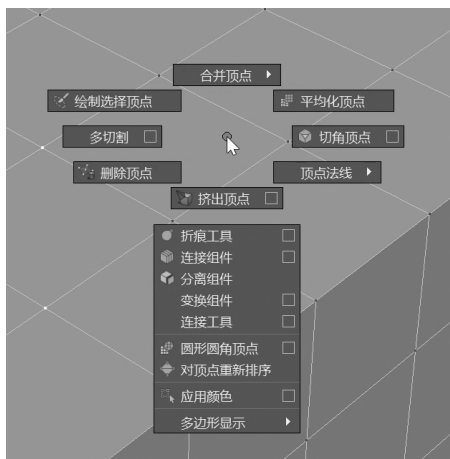 合并顶点
绘制选择顶点
平均化顶点
多切割
切角顶点
删除顶点
顶点法线
挤出顶点
折痕工具
连接组件
分离组件
变换组件
连接工具
圆形圆角顶点
对顶点重新排序
应用颜色
多边形显示